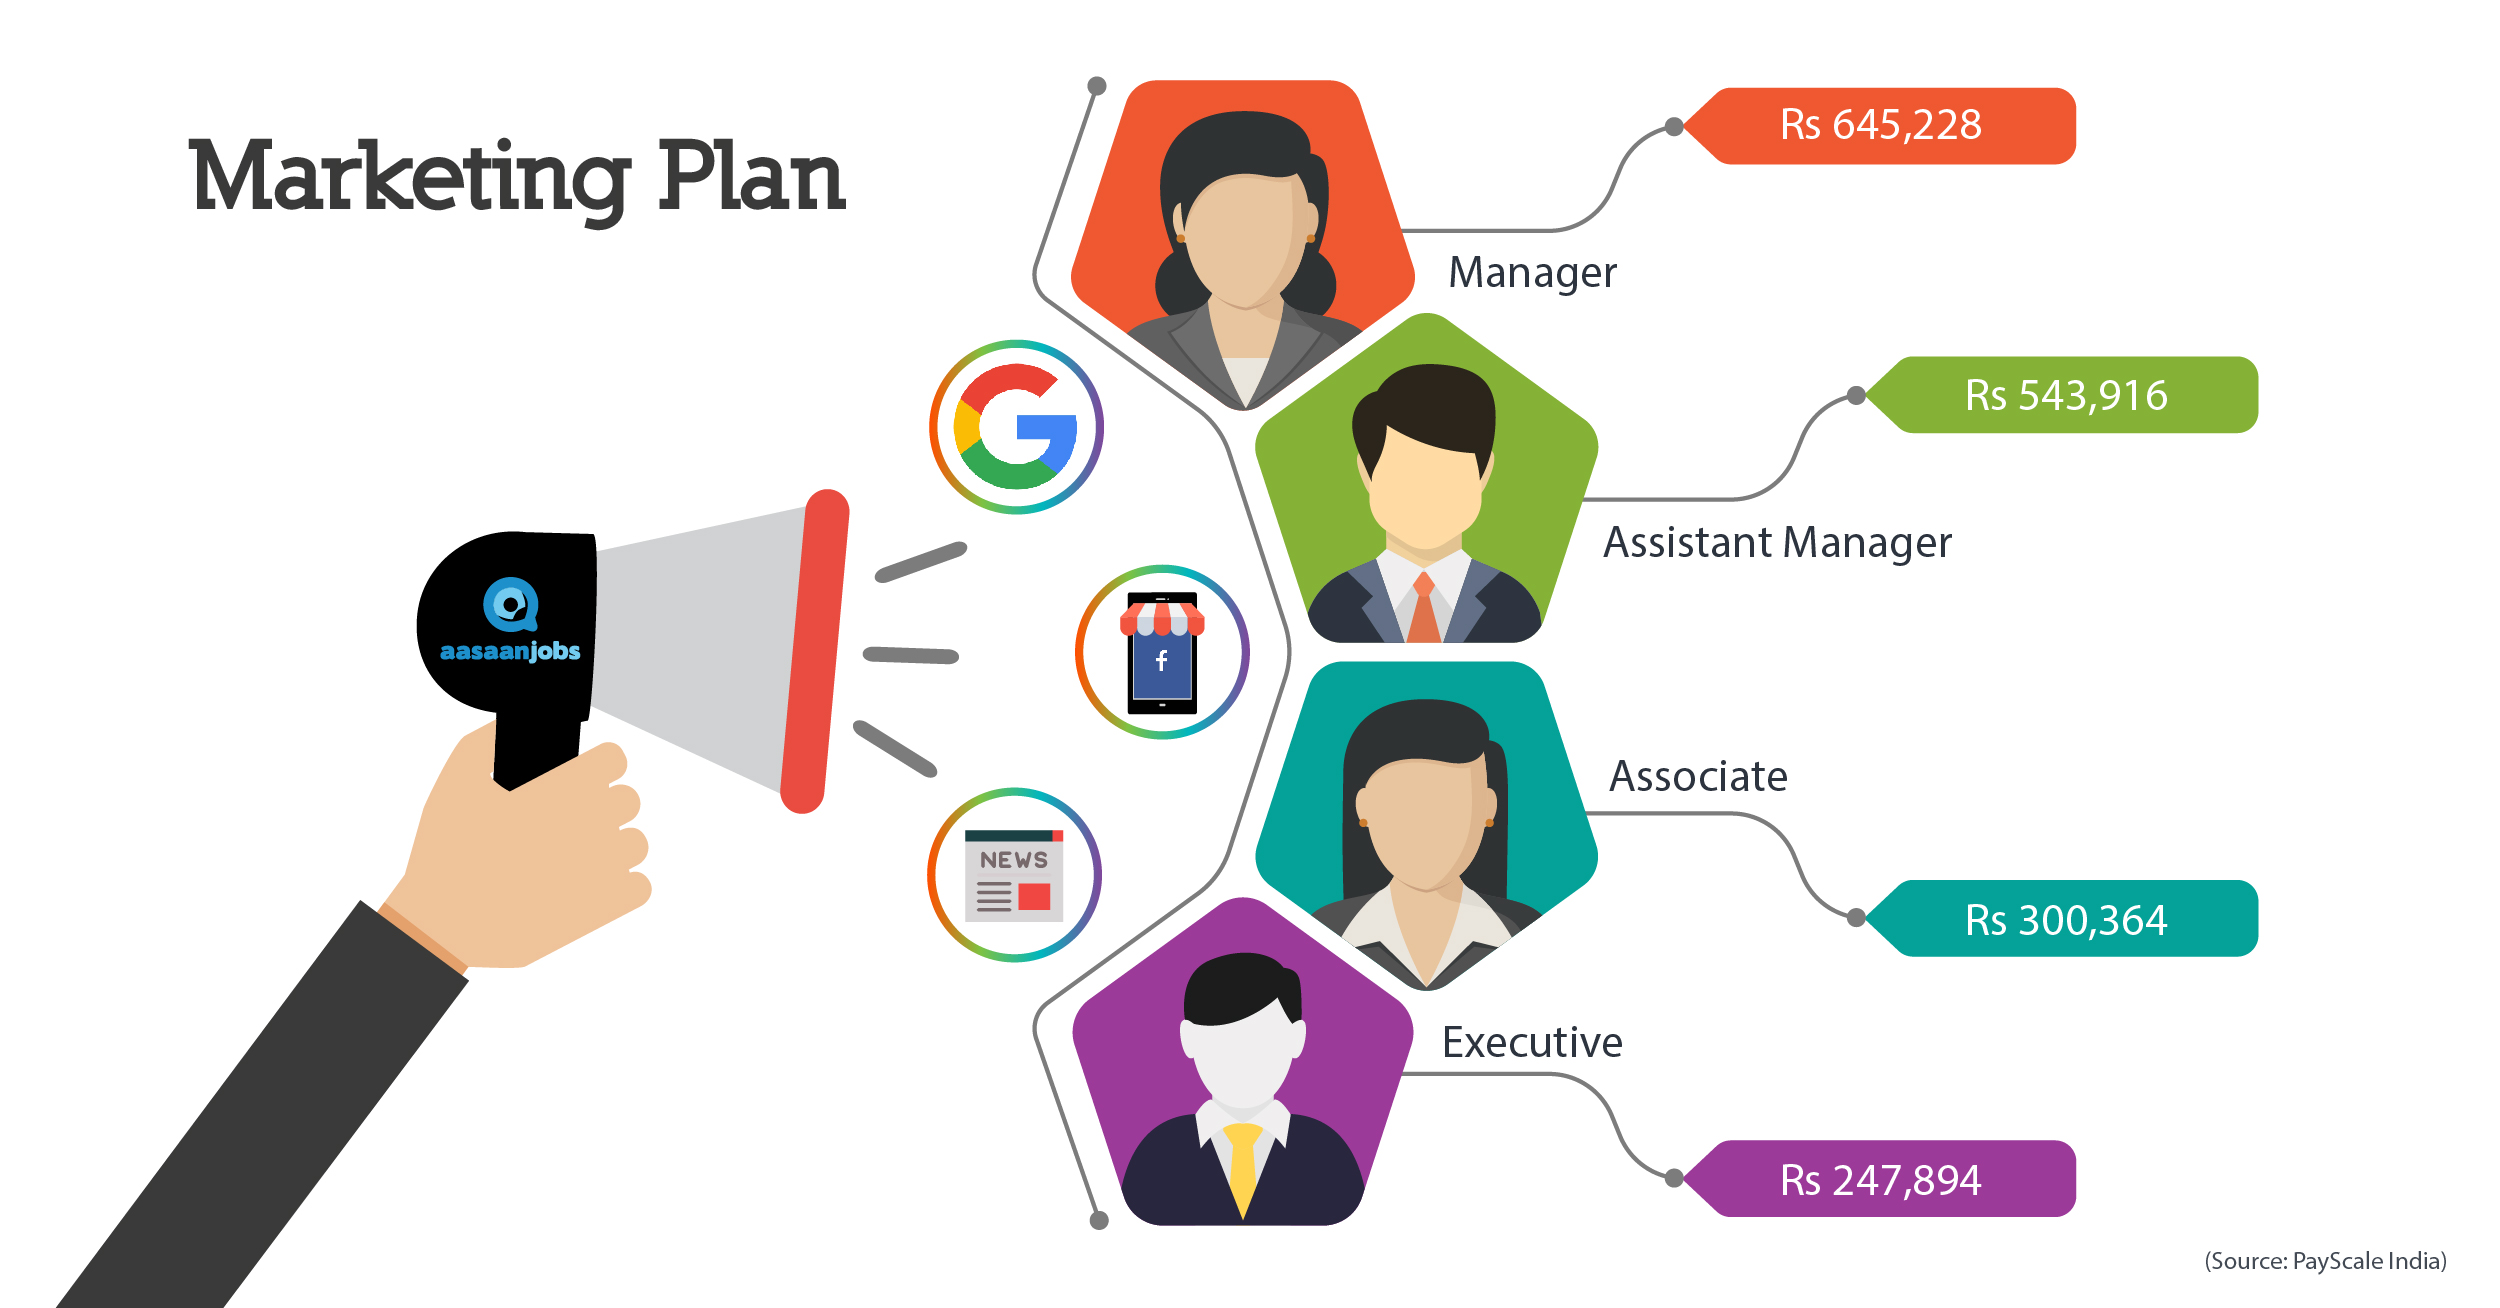 Marketing Plan
Rs 645,228
Manager
Rs 543,916
Assistant Manager
aasaanjobs
f
Associate
NEWS
Rs 300,364
Executive
Rs 247,894
(Source: PayScale India)